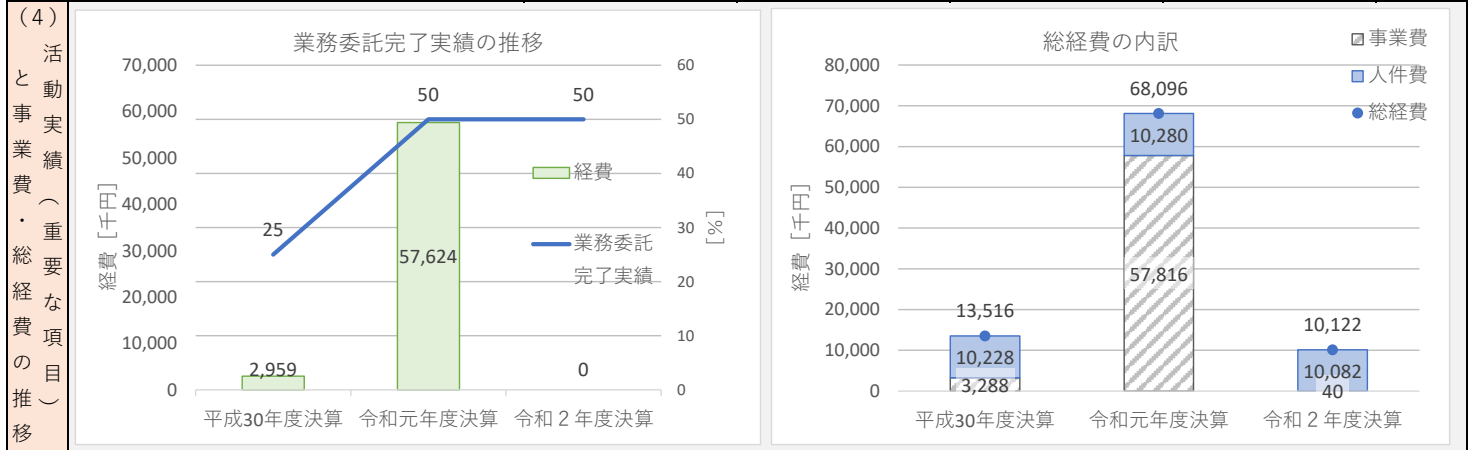 (４)
活動実績（重要な項目）
と事業費・総経費の推移
業務委託完了実績の推移
70,000
60,000
50,000
40,000
30,000
20,000
10,000
0
経費［千円］
60
50
40
30
20
10
0
[%]
25
50
50
2,959
57,624
0
経費
業務委託
完了実績
平成30年度決算
令和元年度決算
令和２年度決算
総経費の内訳
事業費
人件費
総経費
80,000
70,000
60,000
50,000
40,000
30,000
20,000
10,000
0
経費［千円］
13,516
10,228
3,288
68,096
10,280
57,816
10,122
10,082
40
平成30年度決算
令和元年度決算
令和２年度決算